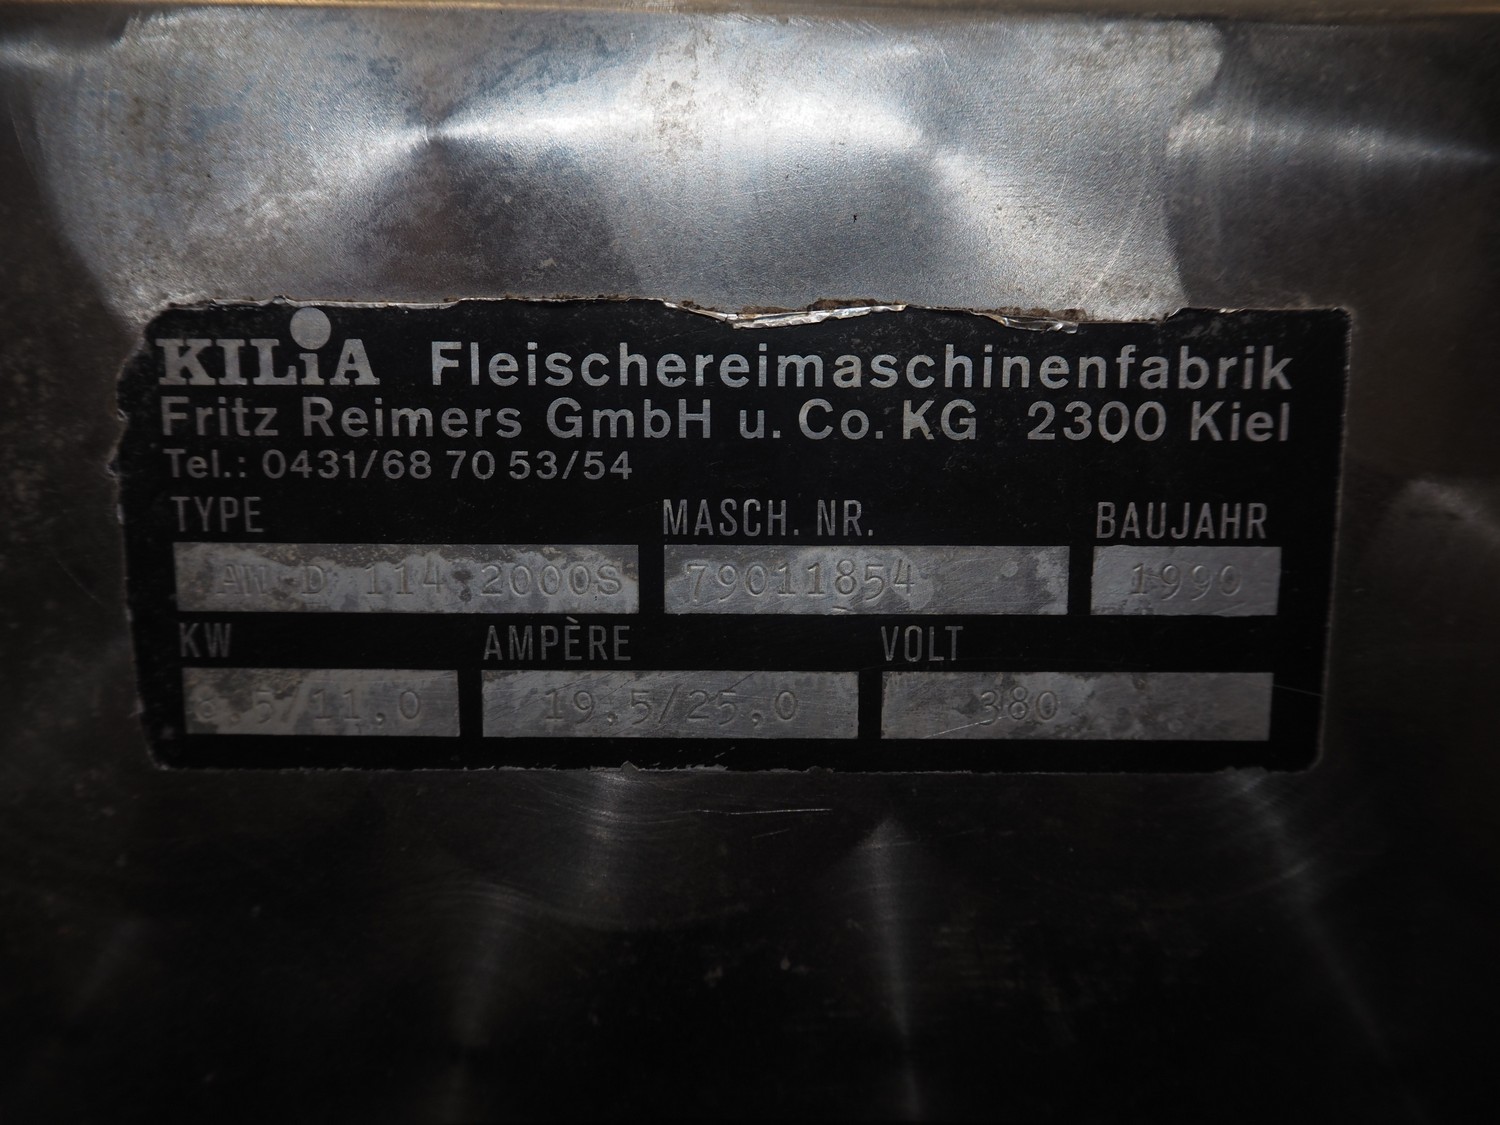 KILiA Fleischereimaschinenfabrik
Fritz Reimers GmbH u. Co. KG 2300 Kiel
Tel.: 0431/68 70 53/54
TYPE MASCH. NR. BAUJAHR
AW D 114 2000S 79011854 1990
KW AMPÈRE VOLT
8.5/11.0 19.5/25.0 380